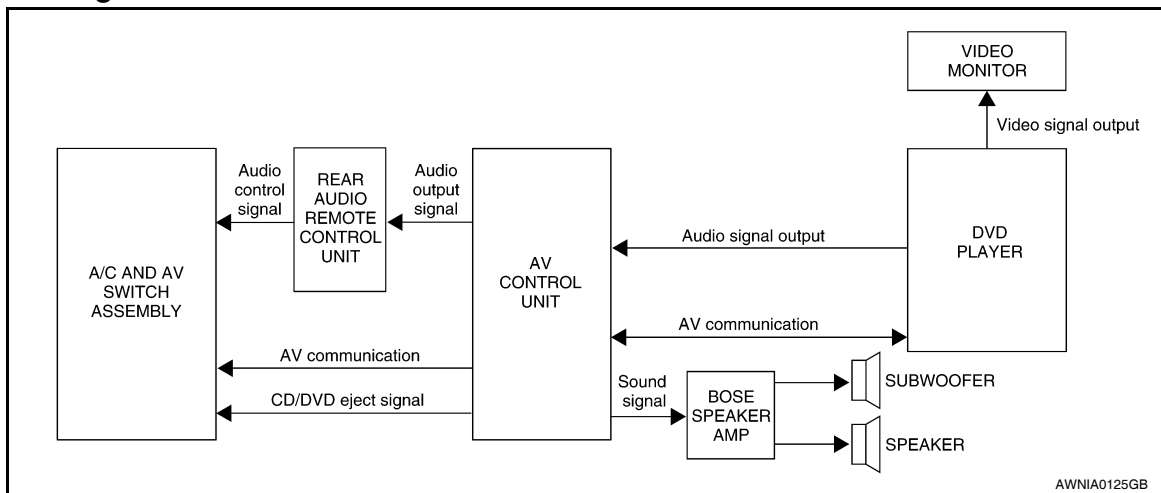 VIDEO
MONITOR
Video signal output
Audio
control
signal
REAR
AUDIO
REMOTE
CONTROL
UNIT
Audio
output
signal
A/C AND AV
SWITCH
ASSEMBLY
AV
CONTROL
UNIT
Audio signal output
DVD
PLAYER
AV communication
AV communication
CD/DVD eject signal
Sound
signal
BOSE
SPEAKER
AMP
SUBWOOFER
SPEAKER
AWNIA0125GB